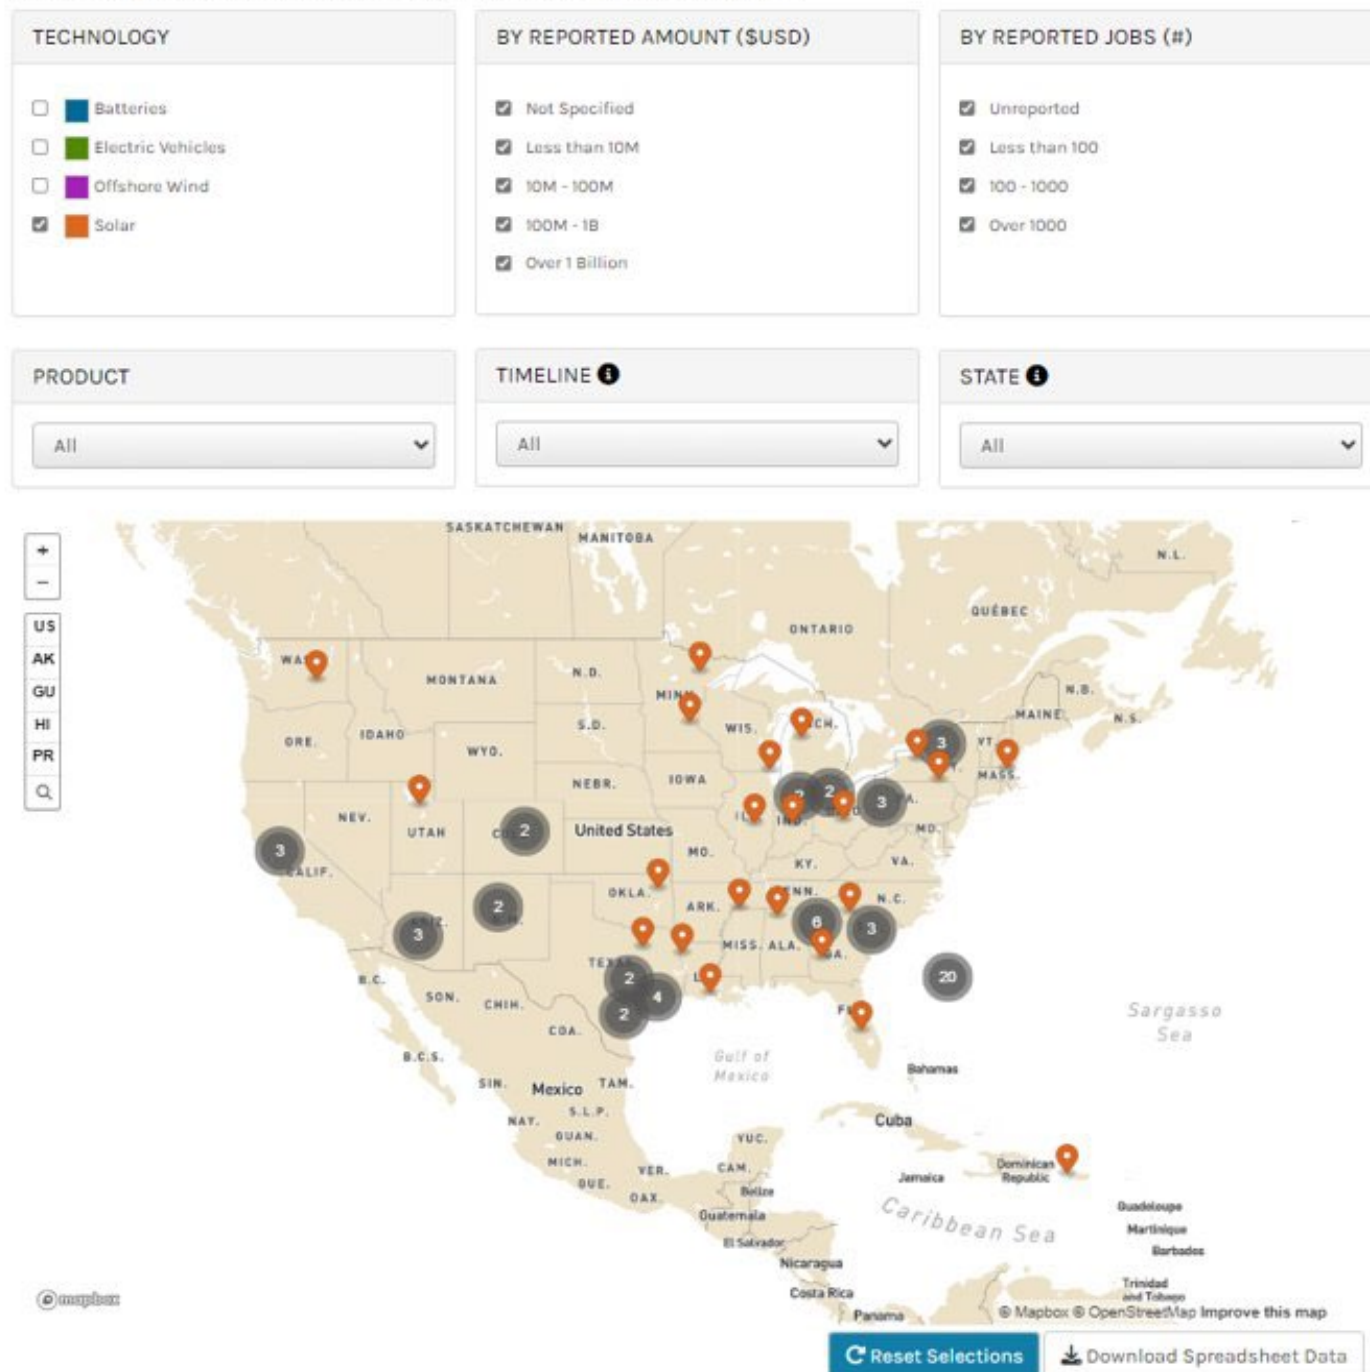 TECHNOLOGY
Batteries
Electric Vehicles
Offshore Wind
Solar
BY REPORTED AMOUNT ($USD)
Not Specified
Less than 10M
10M - 100M
100M - 1B
Over 1 Billion
BY REPORTED JOBS (#)
Unreported
Less than 100
100 - 1000
Over 1000
PRODUCT
All
TIMELINE
All
STATE
All
+
−
US
AK
GU
HI
PR
SASKATCHEWAN
MANITOBA
N.L.
QUÉBEC
ONTARIO
MONTANA
N.D.
N.B.
MAINE
N.S.
ORE.
IDAHO
S.D.
WIS.
VT.
3
WYO.
MASS.
NEBR.
IOWA
2
3
NEV.
UTAH
2
United States
MD.
3
CALIF.
MO.
KY.
VA.
OKLA.
ARK.
N.C.
2
3
6
3
MISS.
ALA.
2
4
2
20
B.C.
SON.
CHIH.
COA.
Sargasso
Sea
B.C.S.
Gulf of
Mexico
Bahamas
SIN.
Mexico
TAM.
NAY.
S.L.P.
Cuba
GUAN.
YUC.
MICH.
VER.
CAM.
Dominican
Republic
Jamaica
GUE.
OAX.
Belize
Guatemala
Caribbean Sea
Guadeloupe
Martinique
Barbados
El Salvador
Nicaragua
Costa Rica
Trinidad
and Tobago
Panama
mapbox
© Mapbox © OpenStreetMap Improve this map
Reset Selections
Download Spreadsheet Data